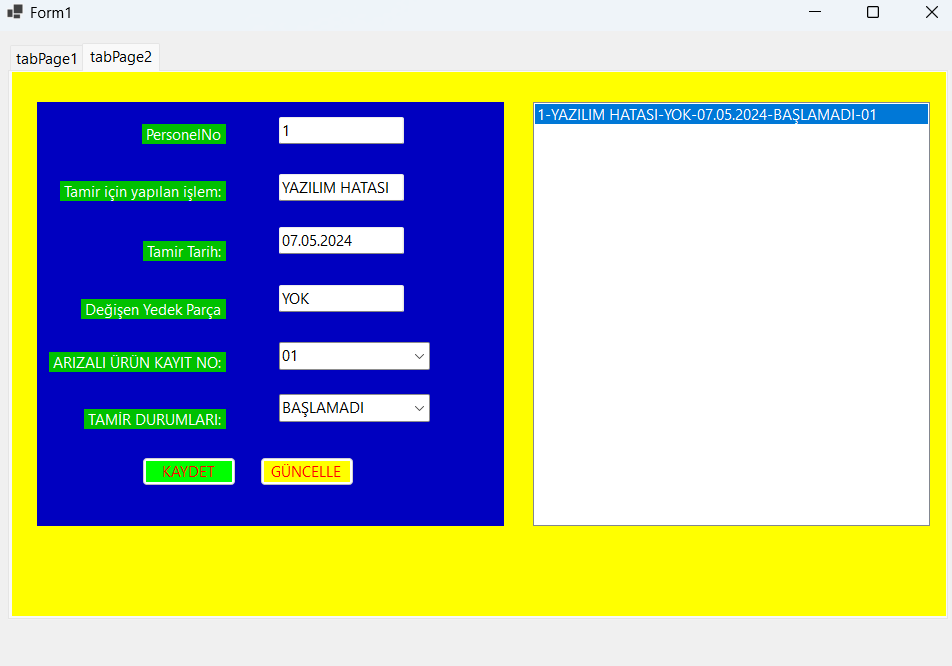 Form1
tabPage1 tabPage2
PersonelNo 1
Tamir için yapılan işlem: YAZILIM HATASI
Tamir Tarih: 07.05.2024
Değişen Yedek Parça YOK
ARIZALI ÜRÜN KAYIT NO: 01
TAMİR DURUMLARI: BAŞLAMADI
KAYDET GÜNCELLE
1-YAZILIM HATASI-YOK-07.05.2024-BAŞLAMADI-01